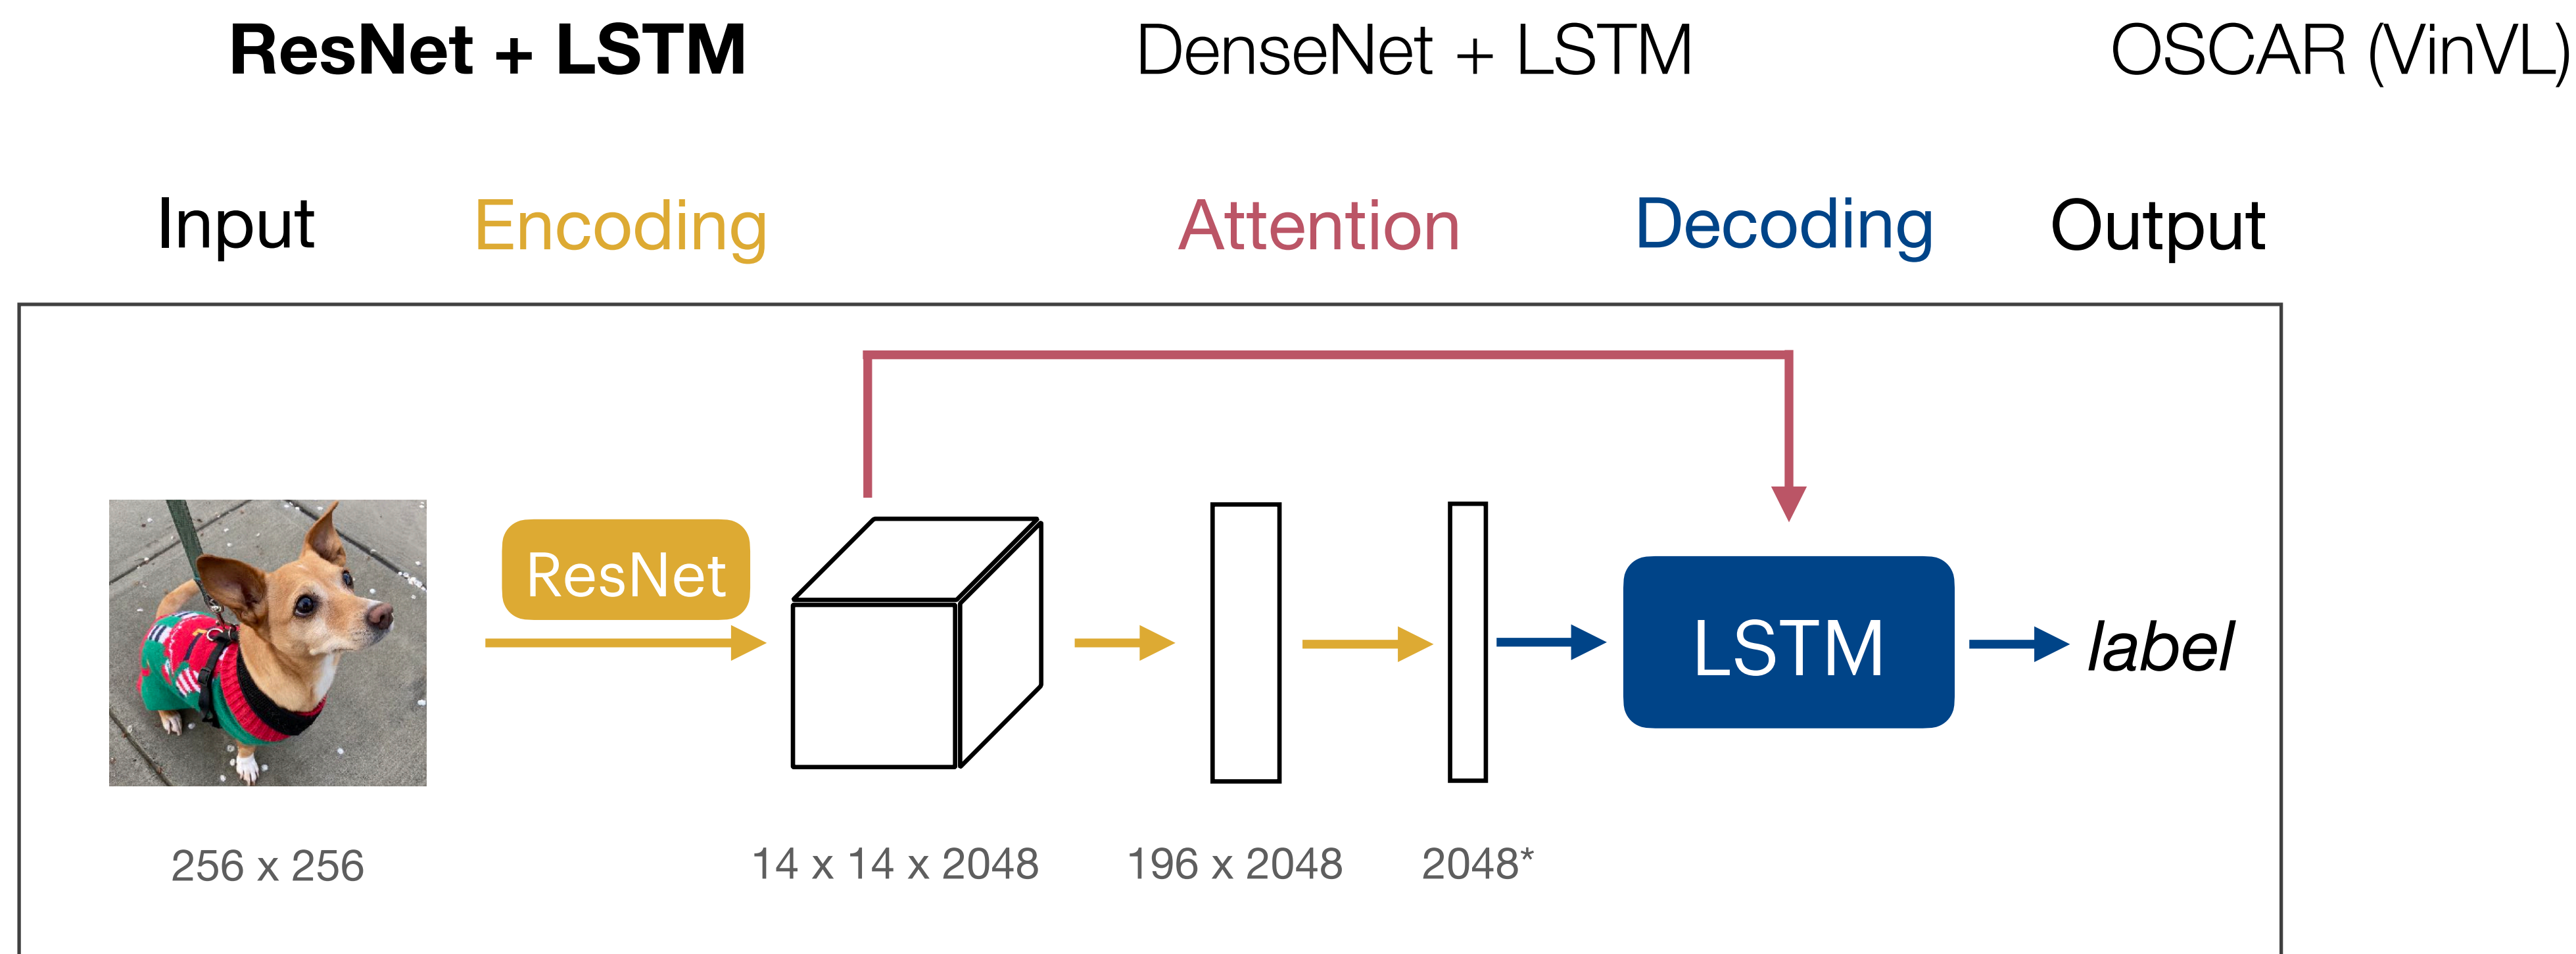 ResNet + LSTM DenseNet + LSTM OSCAR (VinVL)
Input Encoding Attention Decoding Output
ResNet
LSTM
label
256 x 256 14 x 14 x 2048 196 x 2048 2048*